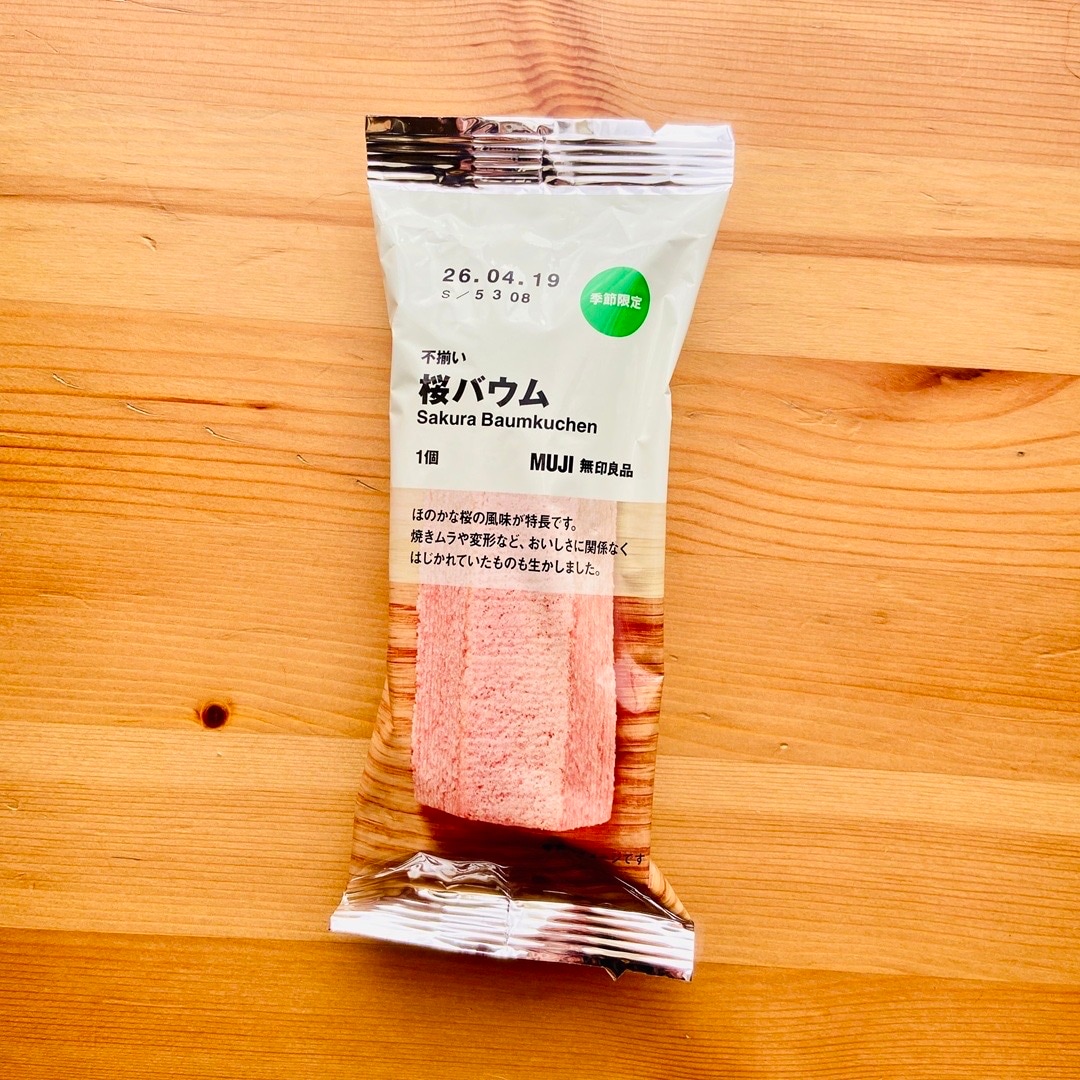 26.04.19
S/5308
季節限定
不揃い
桜バウム
Sakura Baumkuchen
1個
MUJI 無印良品
ほのかな桜の風味が特長です。
焼きムラや変形など、おいしさに関係なく
はじかれていたものも生かしました。
です